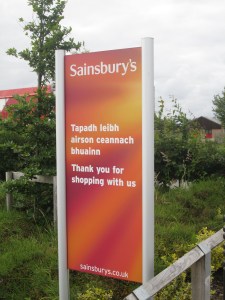 Sainsbury's
Tapadh leibh
airson ceannach
bhuainn
Thank you for
shopping with us
sainsburys.co.uk